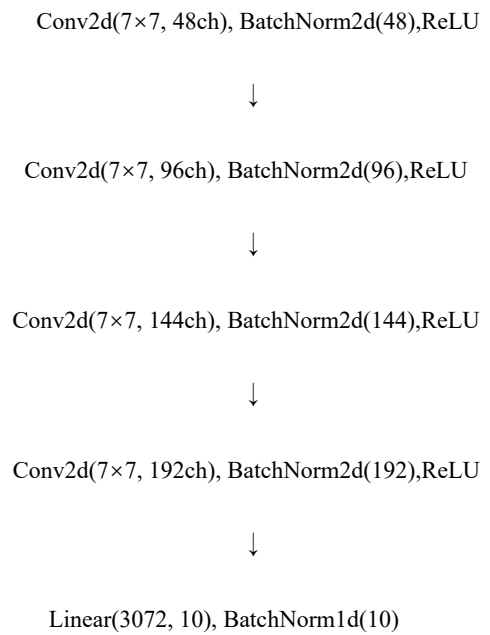 Conv2d(7×7, 48ch), BatchNorm2d(48),ReLU
↓
Conv2d(7×7, 96ch), BatchNorm2d(96),ReLU
↓
Conv2d(7×7, 144ch), BatchNorm2d(144),ReLU
↓
Conv2d(7×7, 192ch), BatchNorm2d(192),ReLU
↓
Linear(3072, 10), BatchNorm1d(10)